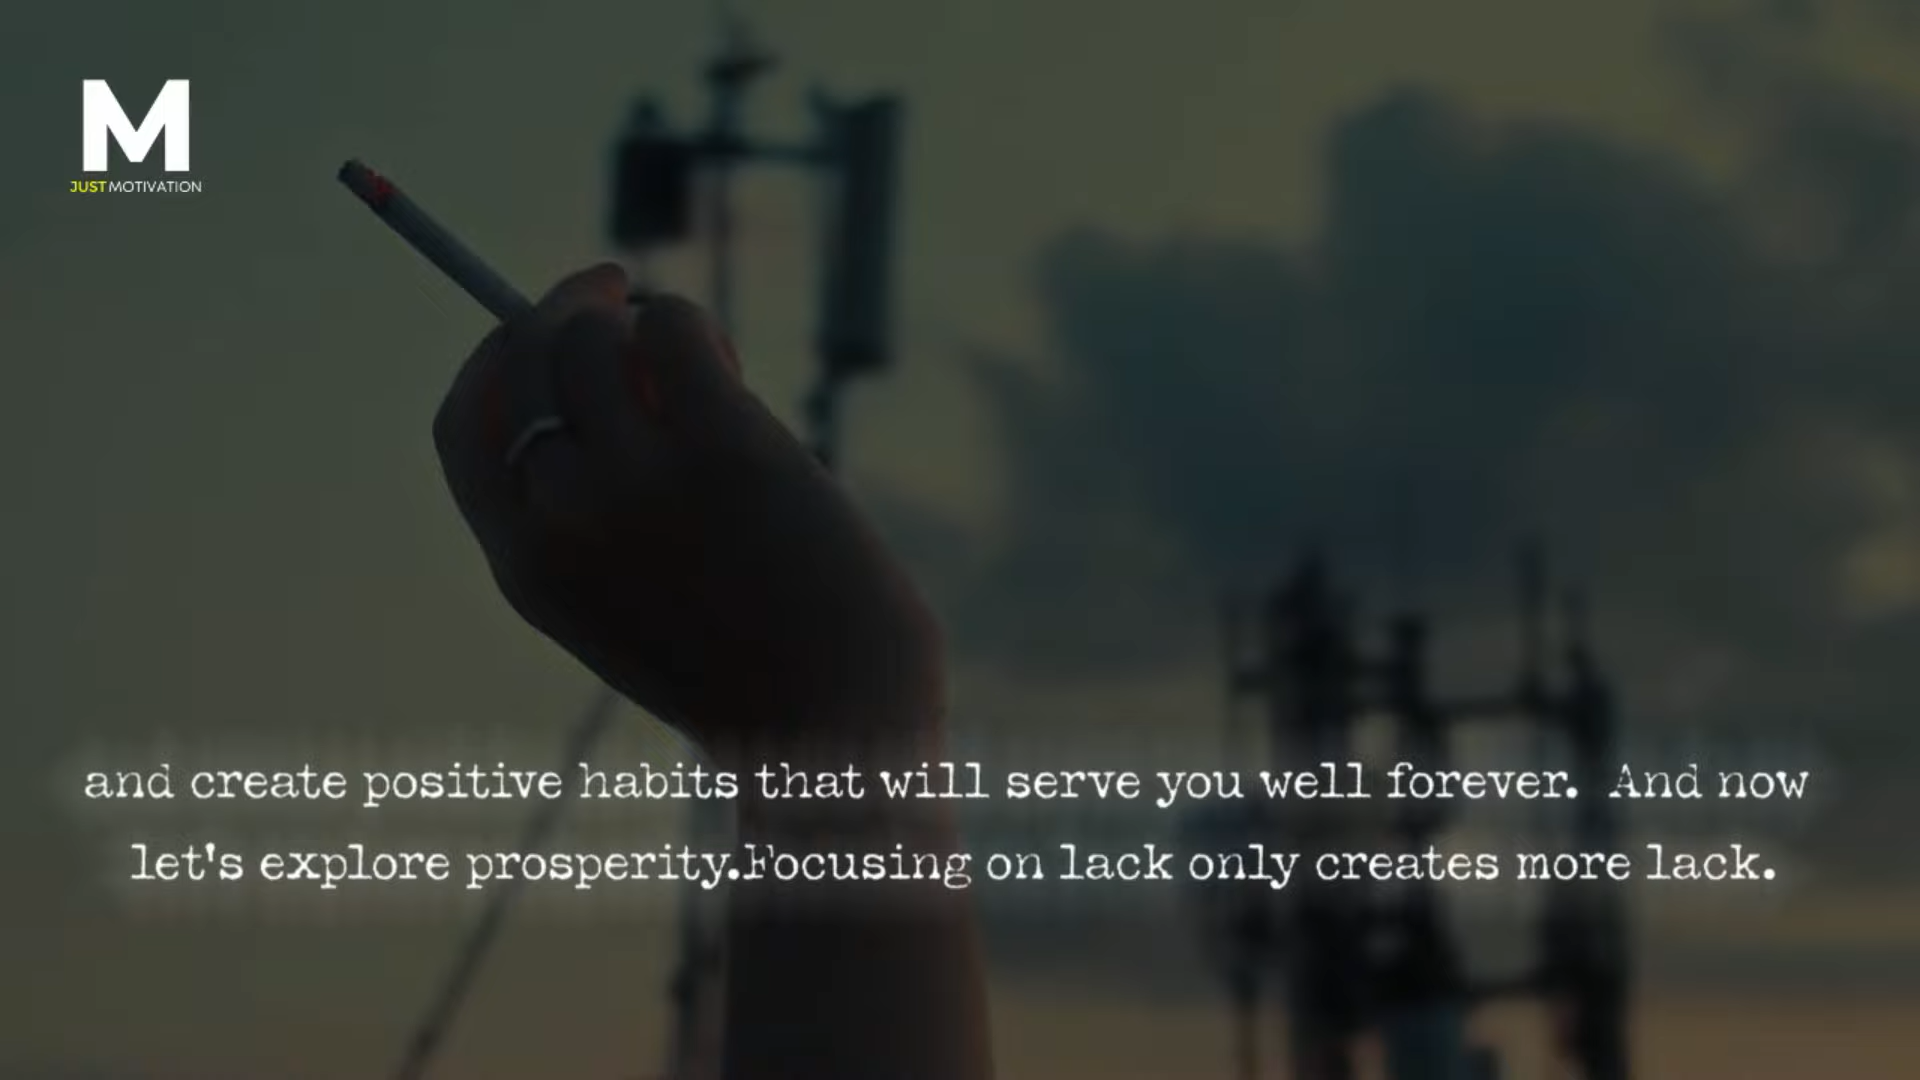 M
JUST MOTIVATION
and create positive habits that will serve you well forever. And now
let's explore prosperity.Focusing on lack only creates more lack.